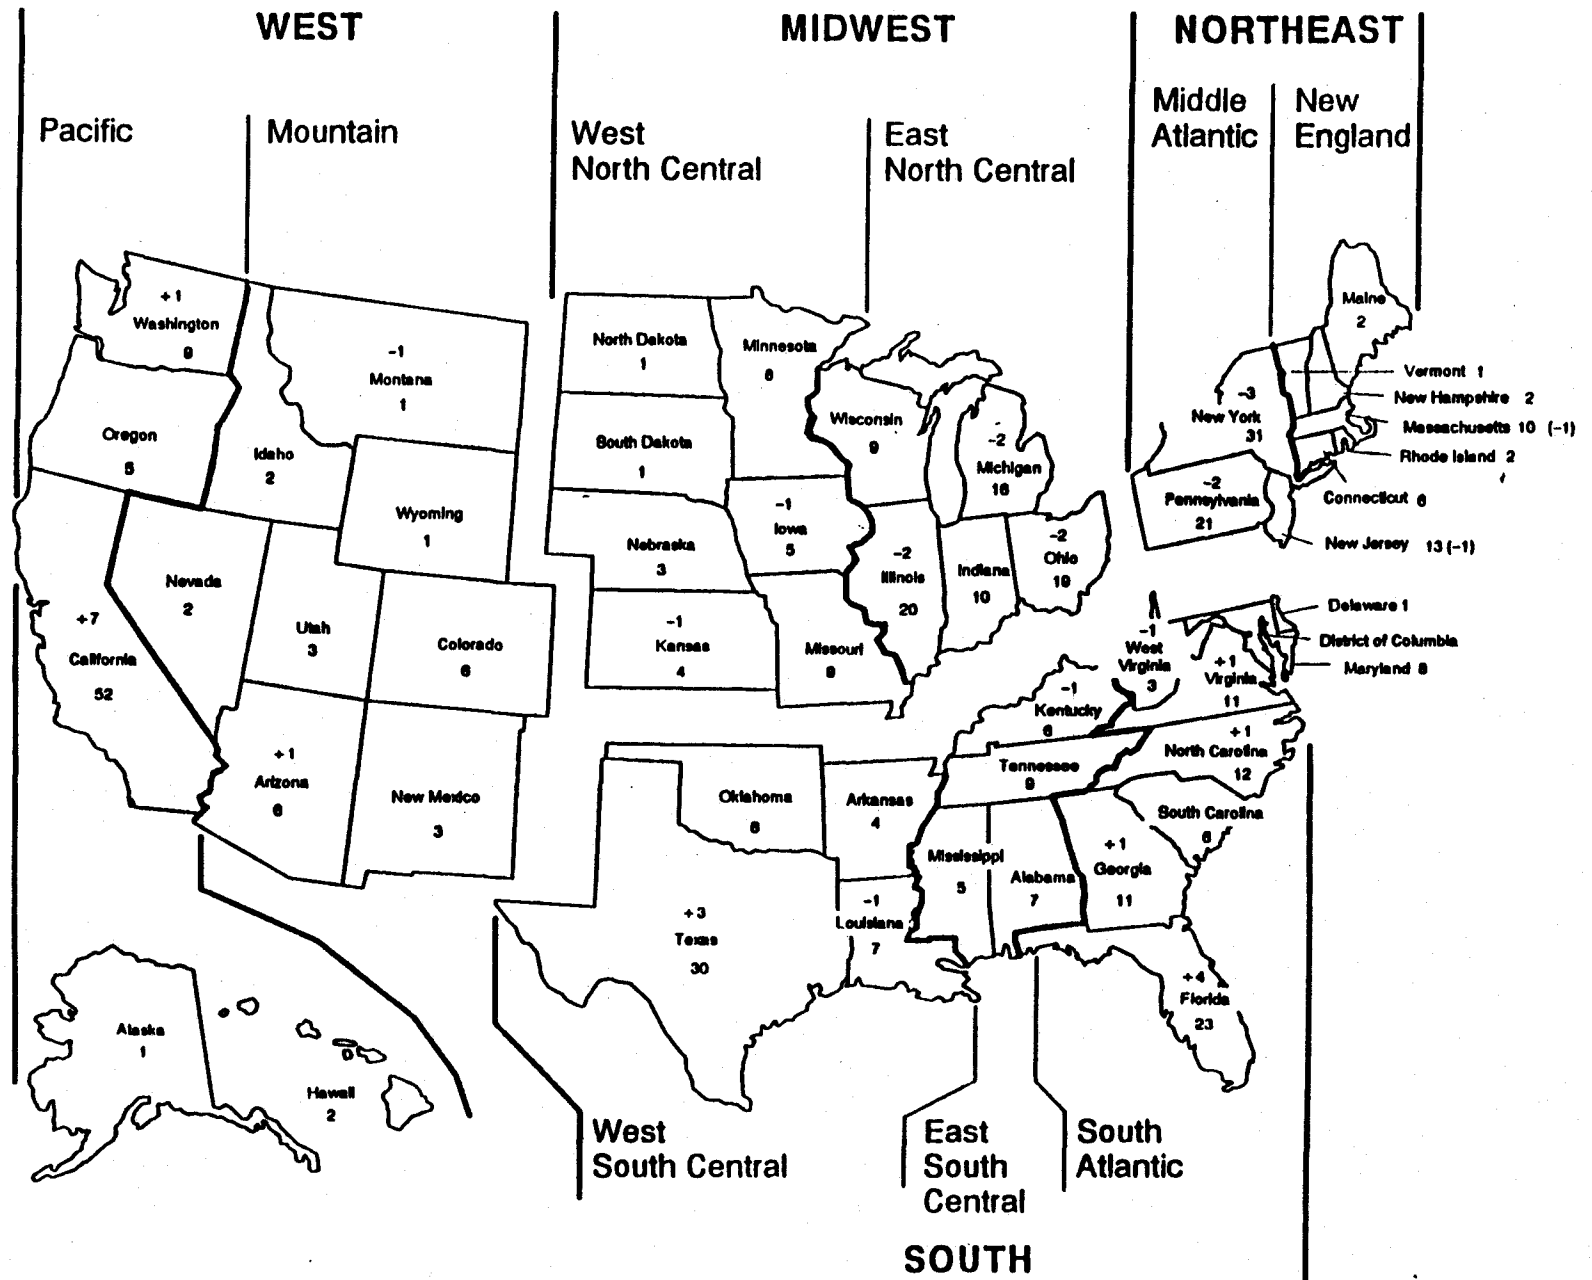 WEST
MIDWEST
NORTHEAST
Pacific
Mountain
West
North Central
East
North Central
Middle
Atlantic
New
England
+1
Washington
9
Oregon
5
-1
Montana
1
Idaho
2
Wyoming
1
Nevada
2
+7
California
52
Utah
3
Colorado
6
+1
Arizona
6
New Mexico
3
Alaska
1
Hawaii
2
North Dakota
1
South Dakota
1
Nebraska
3
-1
Kansas
4
Minnesota
8
-1
Iowa
5
Missouri
9
Wisconsin
9
-2
Michigan
16
-2
Illinois
20
Indiana
10
-2
Ohio
19
-3
New York
31
-2
Pennsylvania
21
Maine
2
Vermont 1
New Hampshire 2
Massachusetts 10 (-1)
Rhode Island 2
Connecticut 6
New Jersey 13 (-1)
Delaware 1
District of Columbia
Maryland 8
-1
West
Virginia
3
+1
Virginia
11
-1
Kentucky
6
+1
North Carolina
12
Tennessee
9
South Carolina
6
+1
Georgia
11
Alabama
7
Mississippi
5
Oklahoma
6
Arkansas
4
-1
Louisiana
7
+3
Texas
30
+4
Florida
23
West
South Central
East
South
Central
South
Atlantic
SOUTH